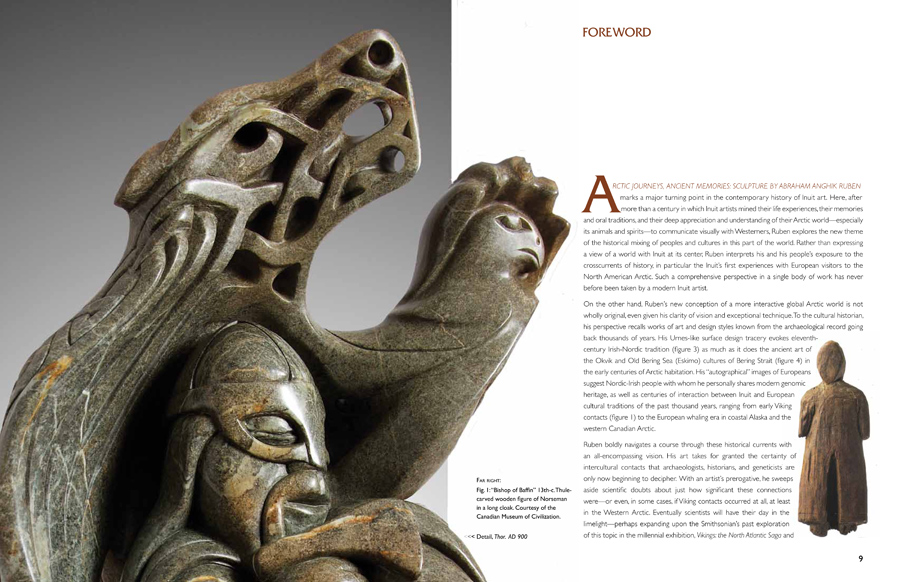 FOREWORD
ARCTIC JOURNEYS, ANCIENT MEMORIES: SCULPTURE BY ABRAHAM ANGHIK RUBEN
marks a major turning point in the contemporary history of Inuit art. Here, after
more than a century in which Inuit artists mined their life experiences, their memories
and oral traditions, and their deep appreciation and understanding of their Arctic world—especially
its animals and spirits—to communicate visually with Westerners, Ruben explores the new theme
of the historical mixing of peoples and cultures in this part of the world. Rather than expressing
a view of a world with Inuit at its center, Ruben interprets his and his people's exposure to the
crosscurrents of history, in particular the Inuit's first experiences with European visitors to the
North American Arctic. Such a comprehensive perspective in a single body of work has never
before been taken by a modern Inuit artist.
On the other hand, Ruben's new conception of a more interactive global Arctic world is not
wholly original, even given his clarity of vision and exceptional technique. To the cultural historian,
his perspective recalls works of art and design styles known from the archaeological record going
back thousands of years. His Urnes-like surface design tracery evokes eleventh-
century Irish-Nordic tradition (figure 3) as much as it does the ancient art of
the Okvik and Old Bering Sea (Eskimo) cultures of Bering Strait (figure 4) in
the early centuries of Arctic habitation. His "autographical" images of Europeans
suggest Nordic-Irish people with whom he personally shares modern genomic
heritage, as well as centuries of interaction between Inuit and European
cultural traditions of the past thousand years, ranging from early Viking
contacts (figure 1) to the European whaling era in coastal Alaska and the
western Canadian Arctic.
Ruben boldly navigates a course through these historical currents with
an all-encompassing vision. His art takes for granted the certainty of
intercultural contacts that archaeologists, historians, and geneticists are
only now beginning to decipher. With an artist's prerogative, he sweeps
aside scientific doubts about just how significant these connections
were—or even, in some cases, if Viking contacts occurred at all, at least
in the Western Arctic. Eventually scientists will have their day in the
limelight—perhaps expanding upon the Smithsonian's past exploration
of this topic in the millennial exhibition, Vikings: the North Atlantic Saga and
FAR RIGHT:
Fig. 1: "Bishop of Baffin" 13th-c. Thule-
carved wooden figure of Norseman
in a long cloak. Courtesy of the
Canadian Museum of Civilization.
<< Detail, Thor. AD 900
9